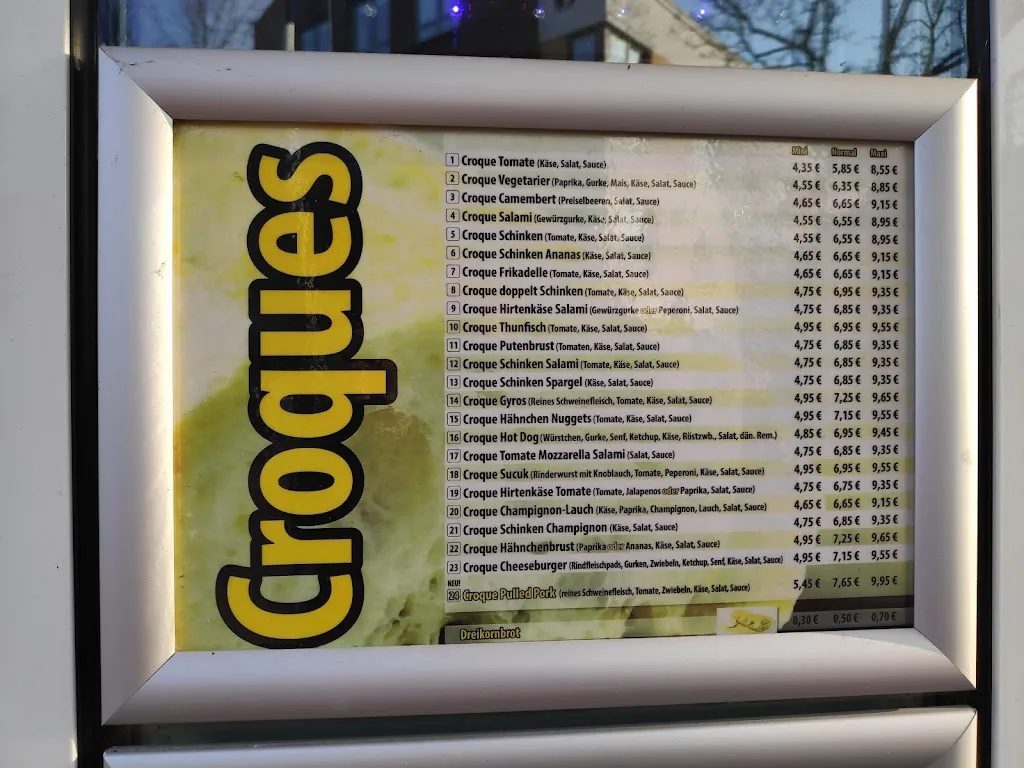 Croques
Mini Normal Maxi
1 Croque Tomate (Käse, Salat, Sauce) 4,35 € 5,85 € 8,55 €
2 Croque Vegetarier (Paprika, Gurke, Mais, Käse, Salat, Sauce) 4,55 € 6,35 € 8,85 €
3 Croque Camembert (Preiselbeeren, Salat, Sauce) 4,65 € 6,65 € 9,15 €
4 Croque Salami (Gewürzgurke, Käse, Salat, Sauce) 4,55 € 6,55 € 8,95 €
5 Croque Schinken (Tomate, Käse, Salat, Sauce) 4,55 € 6,55 € 8,95 €
6 Croque Schinken Ananas (Käse, Salat, Sauce) 4,65 € 6,65 € 9,15 €
7 Croque Frikadelle (Tomate, Käse, Salat, Sauce) 4,65 € 6,65 € 9,15 €
8 Croque doppelt Schinken (Tomate, Käse, Salat, Sauce) 4,75 € 6,95 € 9,35 €
9 Croque Hirtenkäse Salami (Gewürzgurke oder Peperoni, Salat, Sauce) 4,75 € 6,85 € 9,35 €
10 Croque Thunfisch (Tomate, Käse, Salat, Sauce) 4,95 € 6,95 € 9,55 €
11 Croque Putenbrust (Tomaten, Käse, Salat, Sauce) 4,75 € 6,85 € 9,35 €
12 Croque Schinken Salami (Tomate, Käse, Salat, Sauce) 4,75 € 6,85 € 9,35 €
13 Croque Schinken Spargel (Käse, Salat, Sauce) 4,75 € 6,85 € 9,35 €
14 Croque Gyros (Reines Schweinefleisch, Tomate, Käse, Salat, Sauce) 4,95 € 7,25 € 9,65 €
15 Croque Hähnchen Nuggets (Tomate, Käse, Salat, Sauce) 4,95 € 7,15 € 9,55 €
16 Croque Hot Dog (Würstchen, Gurke, Senf, Ketchup, Käse, Röstzwb., Salat, dän. Rem.) 4,85 € 6,95 € 9,45 €
17 Croque Tomate Mozzarella Salami (Salat, Sauce) 4,75 € 6,85 € 9,35 €
18 Croque Sucuk (Rinderwurst mit Knoblauch, Tomate, Peperoni, Käse, Salat, Sauce) 4,95 € 6,95 € 9,55 €
19 Croque Hirtenkäse Tomate (Tomate, Jalapenos oder Paprika, Salat, Sauce) 4,75 € 6,75 € 9,35 €
20 Croque Champignon-Lauch (Käse, Paprika, Champignon, Lauch, Salat, Sauce) 4,65 € 6,65 € 9,15 €
21 Croque Schinken Champignon (Käse, Salat, Sauce) 4,75 € 6,85 € 9,35 €
22 Croque Hähnchenbrust (Paprika oder Ananas, Käse, Salat, Sauce) 4,95 € 7,25 € 9,65 €
23 Croque Cheeseburger (Rindfleischpads, Gurken, Zwiebeln, Ketchup, Senf, Käse, Salat, Sauce) 4,95 € 7,15 € 9,55 €
NEU!
24 Croque Pulled Pork (reines Schweinefleisch, Tomate, Zwiebeln, Käse, Salat, Sauce) 5,45 € 7,65 € 9,95 €
Dreikornbrot 0,30 € 0,50 € 0,70 €